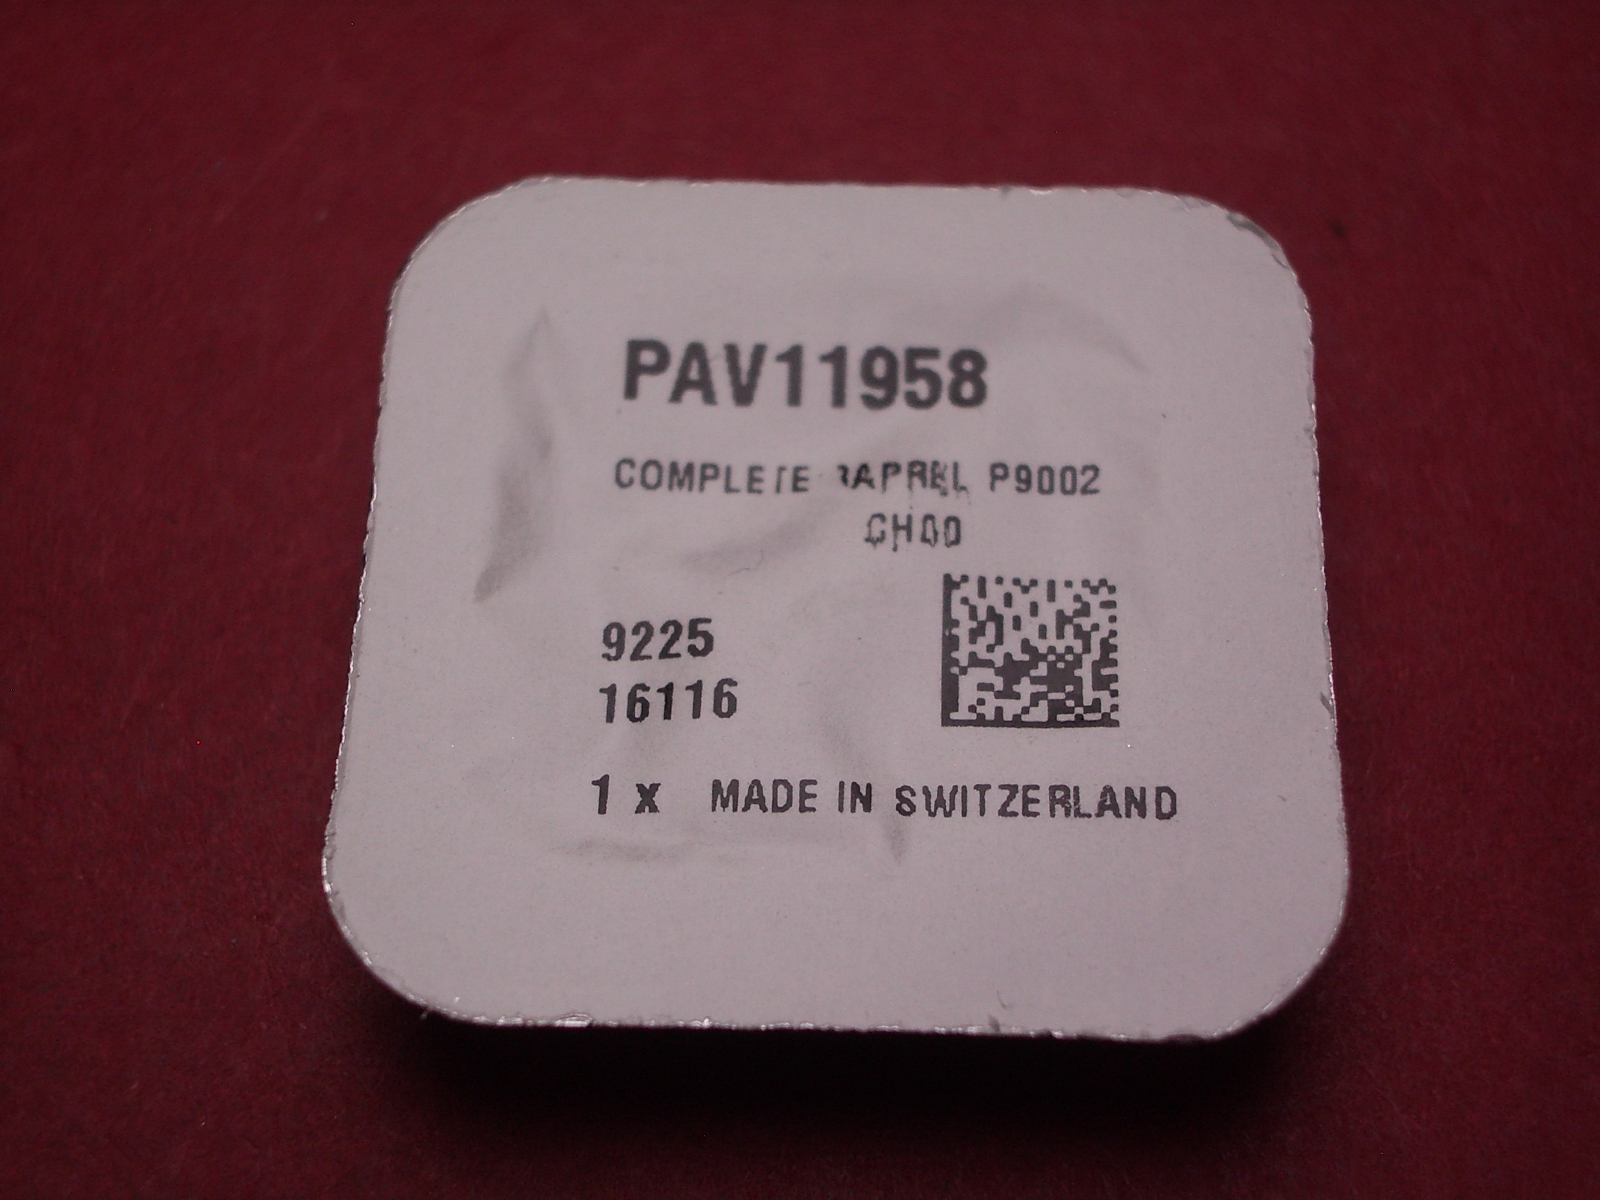 PAV11958
COMPLETE BARREL P9002
CH00
9225
16116
1 x MADE IN SWITZERLAND